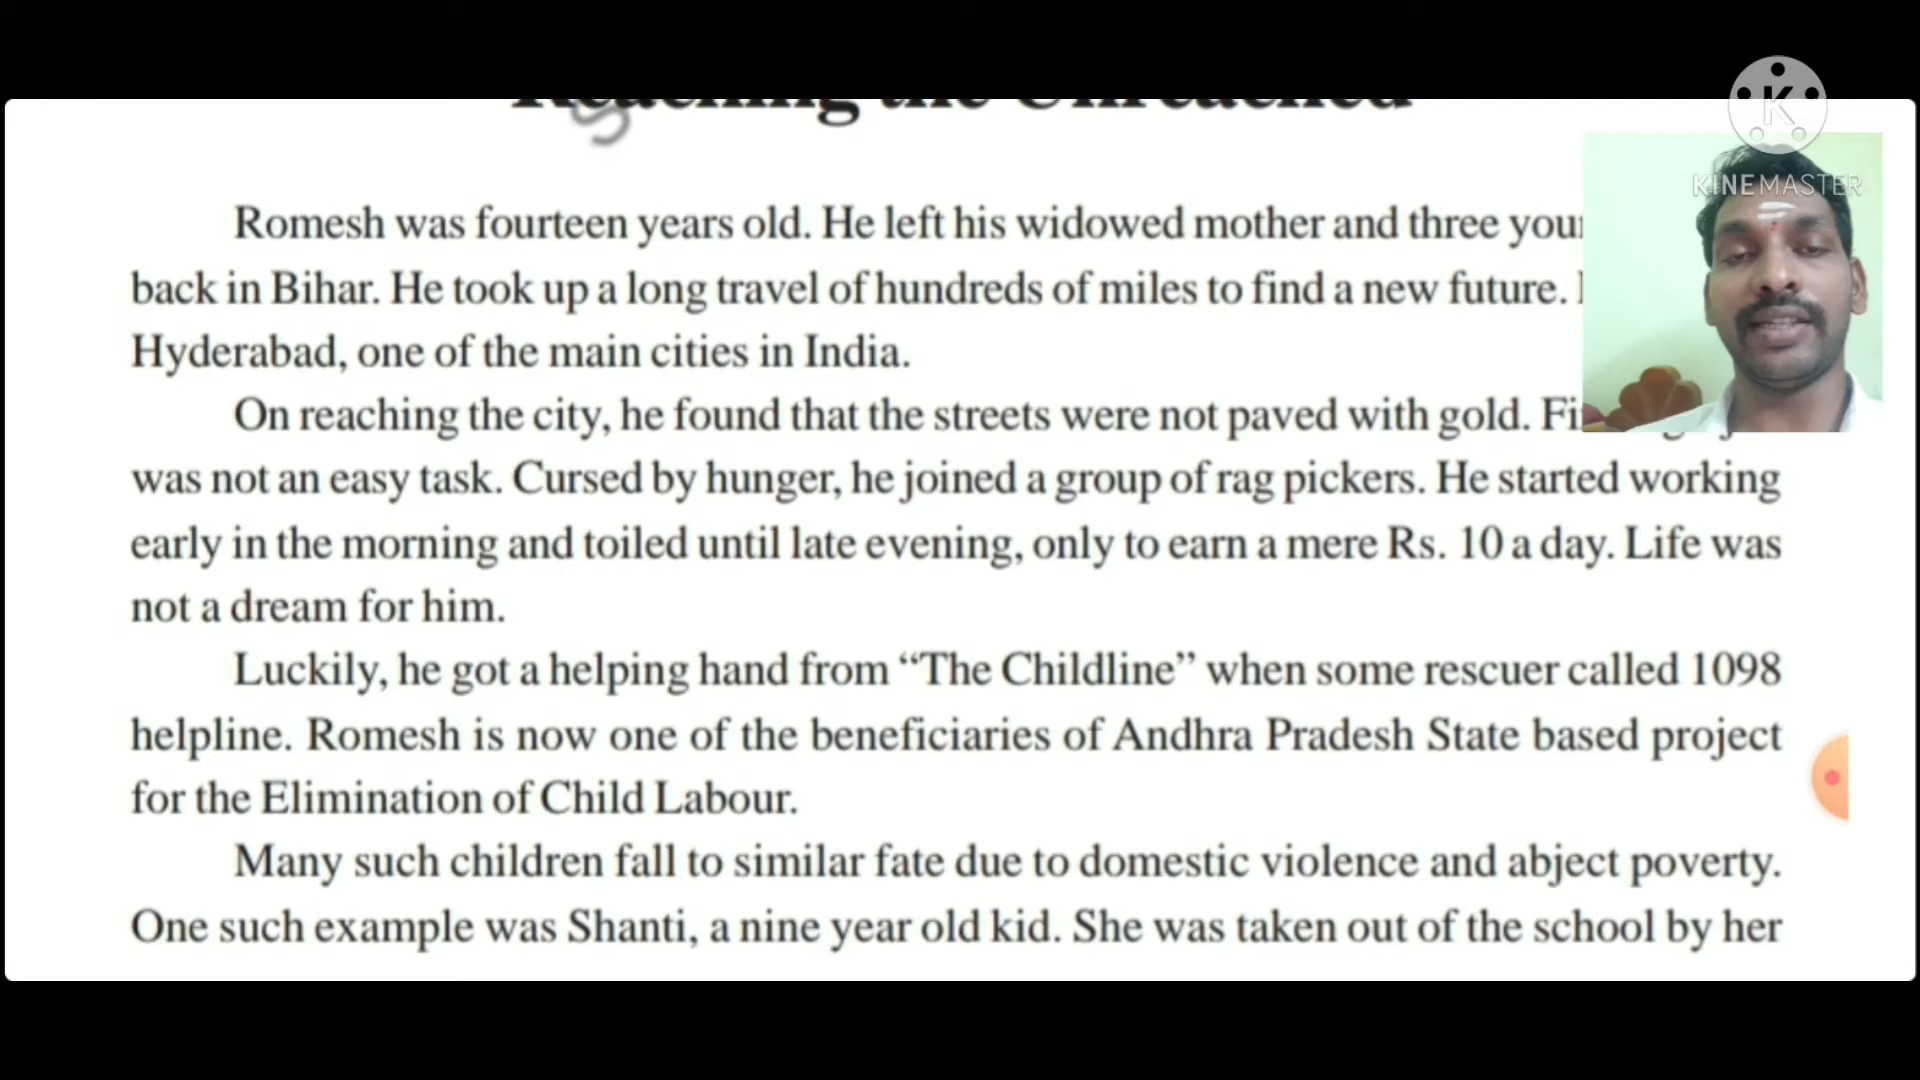 Reaching the Unreached
K
KINEMASTER
Romesh was fourteen years old. He left his widowed mother and three
back in Bihar. He took up a long travel of hundreds of miles to find a new future.
Hyderabad, one of the main cities in India.
On reaching the city, he found that the streets were not paved with gold.
was not an easy task. Cursed by hunger, he joined a group of rag pickers. He started working
early in the morning and toiled until late evening, only to earn a mere Rs. 10 a day. Life was
not a dream for him.
Luckily, he got a helping hand from “The Childline” when some rescuer called 1098
helpline. Romesh is now one of the beneficiaries of Andhra Pradesh State based project
for the Elimination of Child Labour.
Many such children fall to similar fate due to domestic violence and abject poverty.
One such example was Shanti, a nine year old kid. She was taken out of the school by her